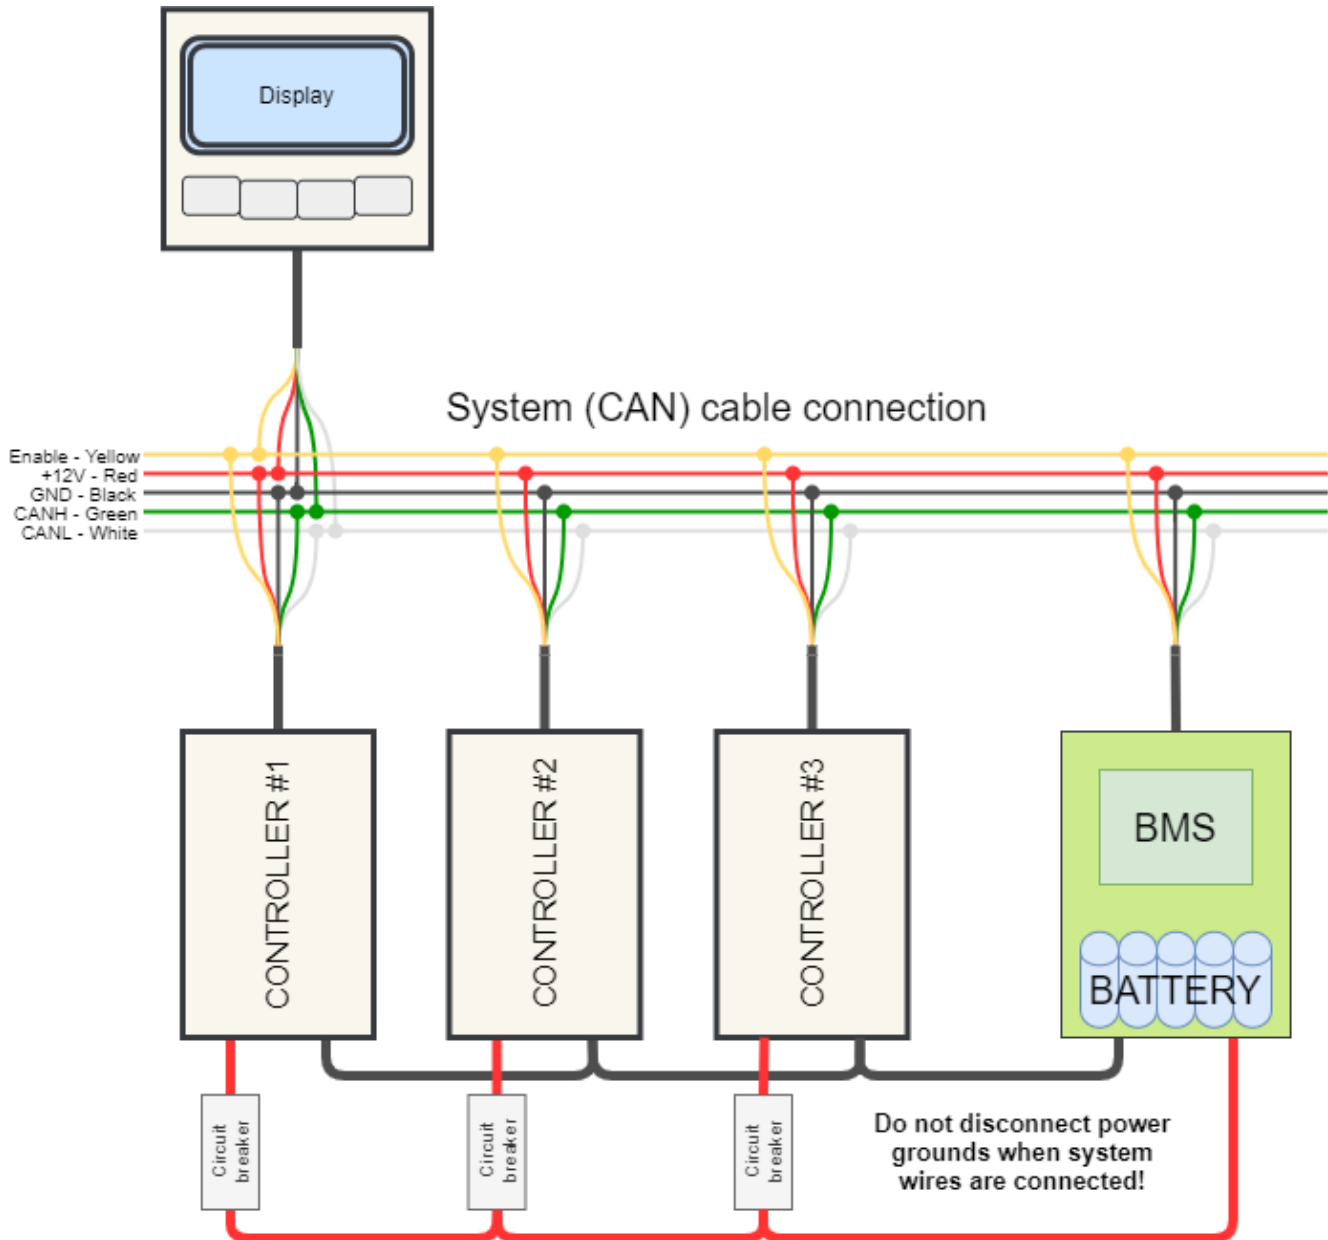 Display
System (CAN) cable connection
Enable - Yellow
+12V - Red
GND - Black
CANH - Green
CANL - White
CONTROLLER #1
CONTROLLER #2
CONTROLLER #3
BMS
BATTERY
Circuit
breaker
Circuit
breaker
Circuit
breaker
Do not disconnect power
grounds when system
wires are connected!